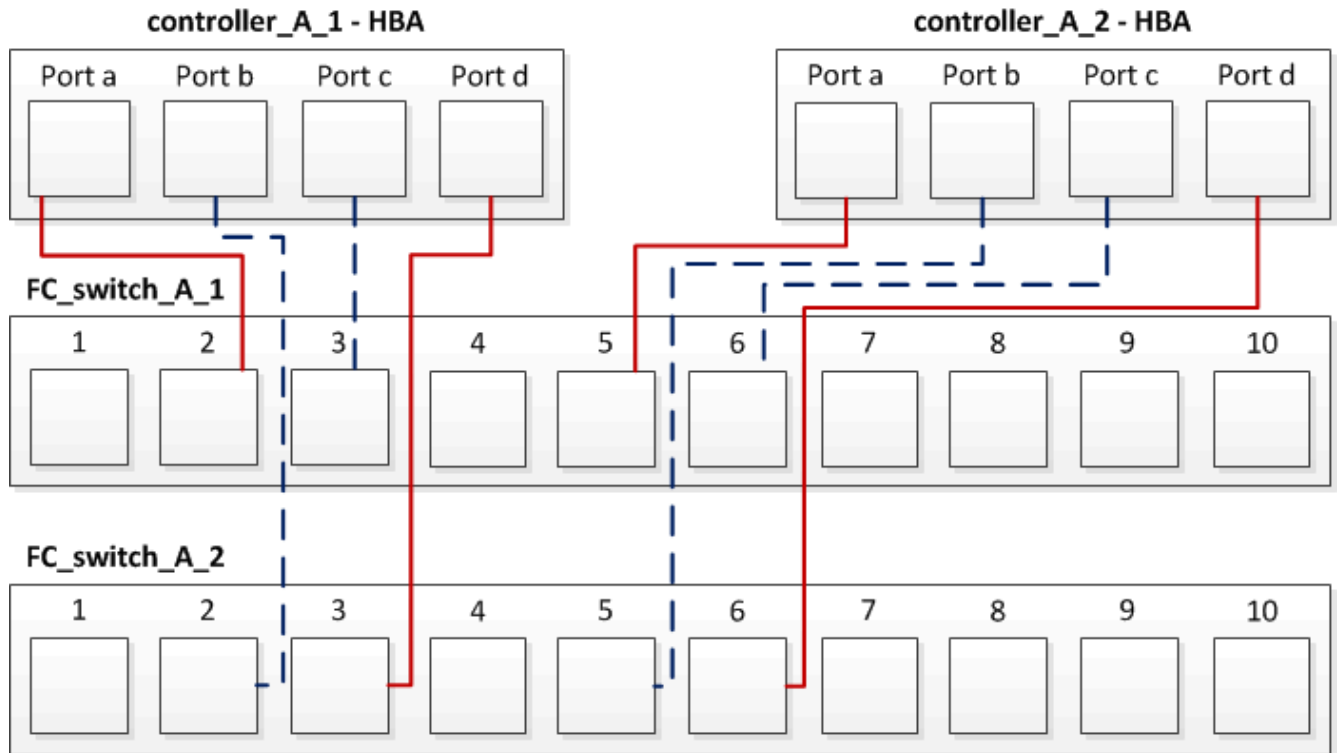 controller_A_1 - HBA
controller_A_2 - HBA
Port a Port b Port c Port d
Port a Port b Port c Port d
FC_switch_A_1
1 2 3 4 5 6 7 8 9 10
FC_switch_A_2
1 2 3 4 5 6 7 8 9 10